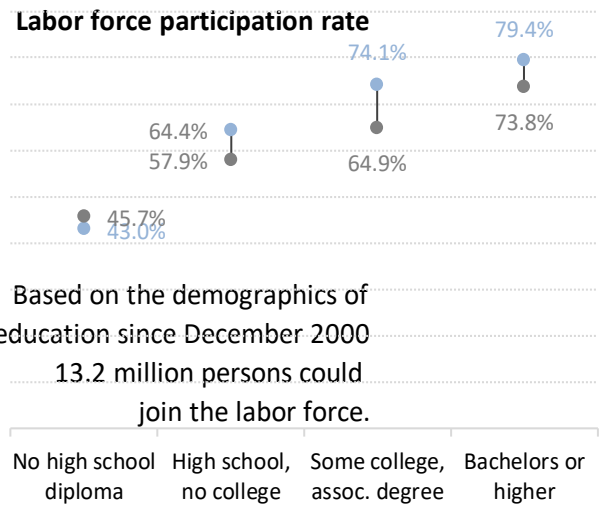 Labor force participation rate
79.4%
74.1%
73.8%
64.4%
57.9%
64.9%
45.7%
43.0%
Based on the demographics of
education since December 2000
13.2 million persons could
join the labor force.
No high school
diploma
High school,
no college
Some college,
assoc. degree
Bachelors or
higher